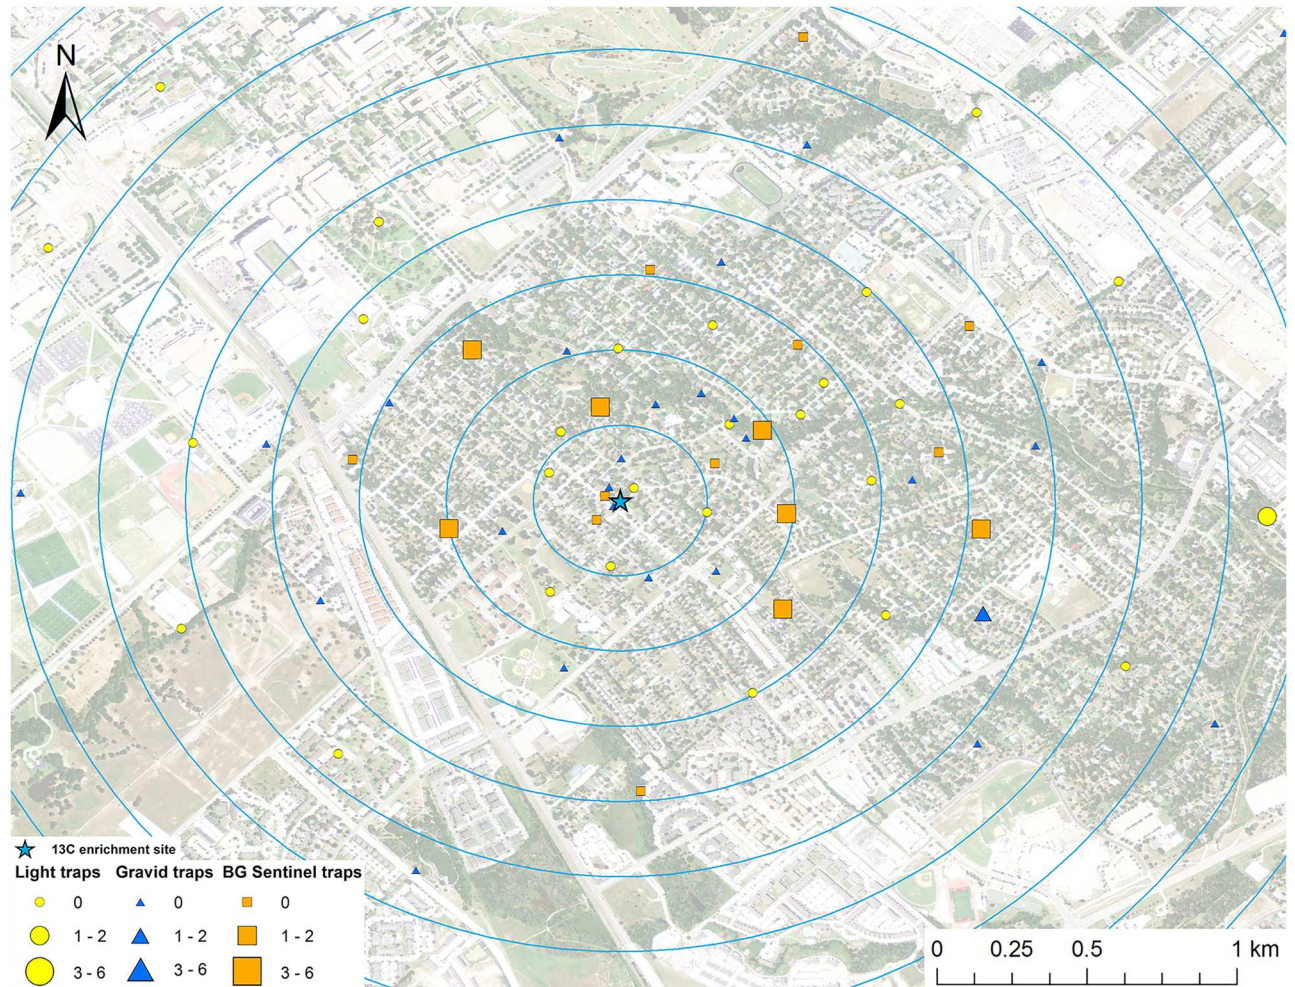 N
13C enrichment site
Light traps Gravid traps BG Sentinel traps
0 0 0
1 - 2 1 - 2 1 - 2
3 - 6 3 - 6 3 - 6
0 0.25 0.5 1 km